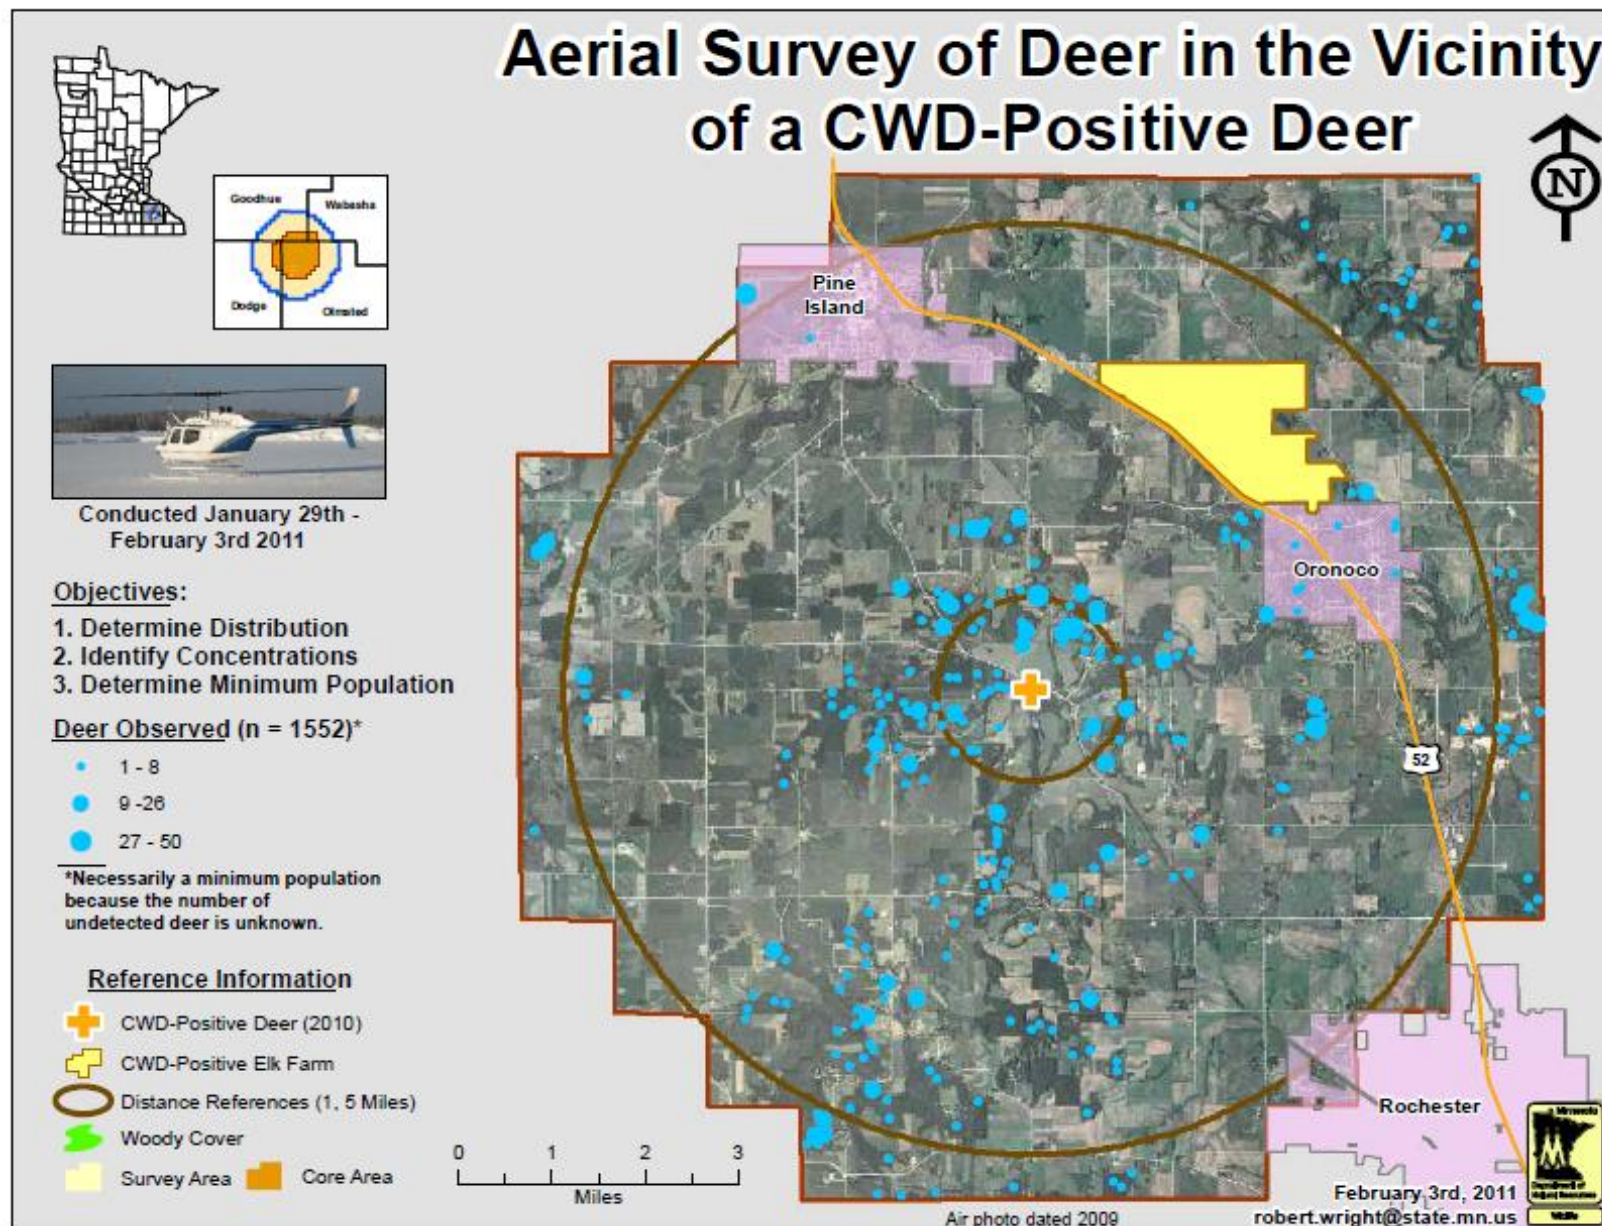 Aerial Survey of Deer in the Vicinity
of a CWD-Positive Deer
N
Goodhue
Wabasha
Dodge
Olmsted
Conducted January 29th -
February 3rd 2011
Objectives:
1. Determine Distribution
2. Identify Concentrations
3. Determine Minimum Population
Deer Observed (n = 1552)*
1 - 8
9 -26
27 - 50
*Necessarily a minimum population
because the number of
undetected deer is unknown.
Reference Information
CWD-Positive Deer (2010)
CWD-Positive Elk Farm
Distance References (1, 5 Miles)
Woody Cover
Survey Area
Core Area
0 1 2 3
Miles
Pine
Island
Oronoco
52
Rochester
Air photo dated 2009
February 3rd, 2011
robert.wright@state.mn.us
Minnesota
Department of
Natural Resources